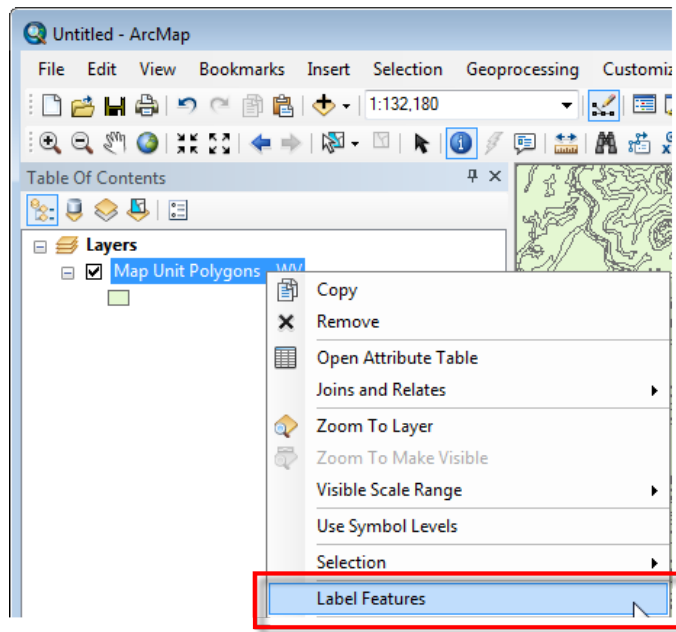 Untitled - ArcMap
File Edit View Bookmarks Insert Selection Geoprocessing Customiz
1:132,180
Table Of Contents
Layers
Map Unit Polygons - WV
Copy
Remove
Open Attribute Table
Joins and Relates
Zoom To Layer
Zoom To Make Visible
Visible Scale Range
Use Symbol Levels
Selection
Label Features